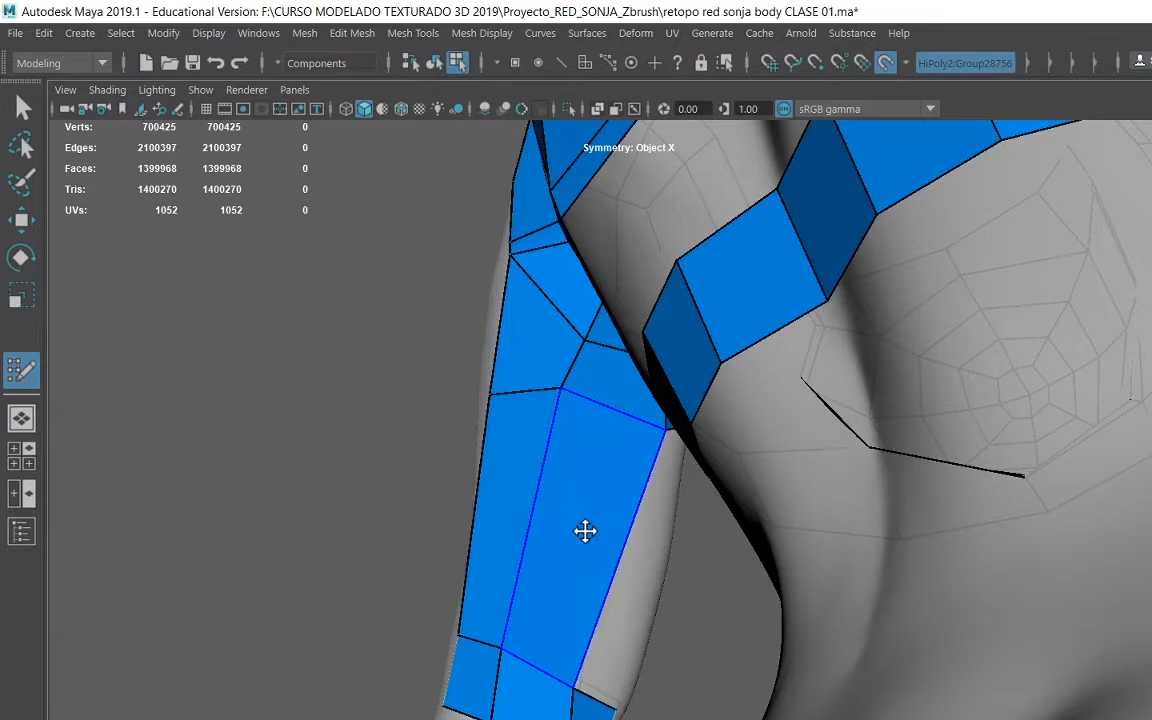 Autodesk Maya 2019.1 - Educational Version: F:\CURSO MODELADO TEXTURADO 3D 2019\Proyecto_RED_SONJA_Zbrush\retopo red sonja body CLASE 01.ma*
File Edit Create Select Modify Display Windows Mesh Edit Mesh Mesh Tools Mesh Display Curves Surfaces Deform UV Generate Cache Arnold Substance Help
Modeling Components HiPoly2:Group28756
View Shading Lighting Show Renderer Panels
0.00 1.00 sRGB gamma
Verts: 700425 700425 0
Edges: 2100397 2100397 0
Symmetry: Object X
Faces: 1399968 1399968 0
Tris: 1400270 1400270 0
UVs: 1052 1052 0